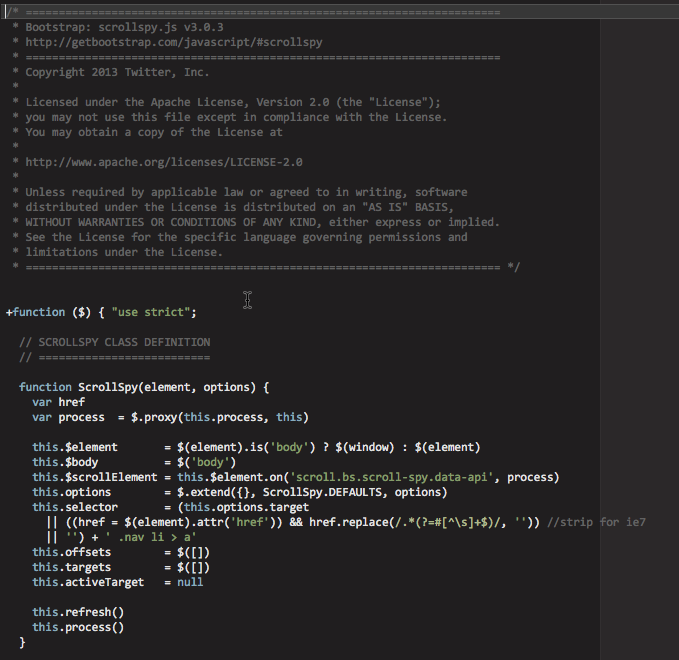 /* ========================================================================
 * Bootstrap: scrollspy.js v3.0.3
 * http://getbootstrap.com/javascript/#scrollspy
 * ========================================================================
 * Copyright 2013 Twitter, Inc.
 *
 * Licensed under the Apache License, Version 2.0 (the "License");
 * you may not use this file except in compliance with the License.
 * You may obtain a copy of the License at
 *
 * http://www.apache.org/licenses/LICENSE-2.0
 *
 * Unless required by applicable law or agreed to in writing, software
 * distributed under the License is distributed on an "AS IS" BASIS,
 * WITHOUT WARRANTIES OR CONDITIONS OF ANY KIND, either express or implied.
 * See the License for the specific language governing permissions and
 * limitations under the License.
 * ======================================================================== */
+function ($) { "use strict";
  // SCROLLSPY CLASS DEFINITION
  // ==========================
  function ScrollSpy(element, options) {
    var href
    var process  = $.proxy(this.process, this)
    this.$element       = $(element).is('body') ? $(window) : $(element)
    this.$body          = $('body')
    this.$scrollElement = this.$element.on('scroll.bs.scroll-spy.data-api', process)
    this.options        = $.extend({}, ScrollSpy.DEFAULTS, options)
    this.selector       = (this.options.target
      || ((href = $(element).attr('href')) && href.replace(/.*(?=#[^\s]+$)/, '')) //strip for ie7
      || '') + ' .nav li > a'
    this.offsets        = $([])
    this.targets        = $([])
    this.activeTarget   = null
    this.refresh()
    this.process()
  }